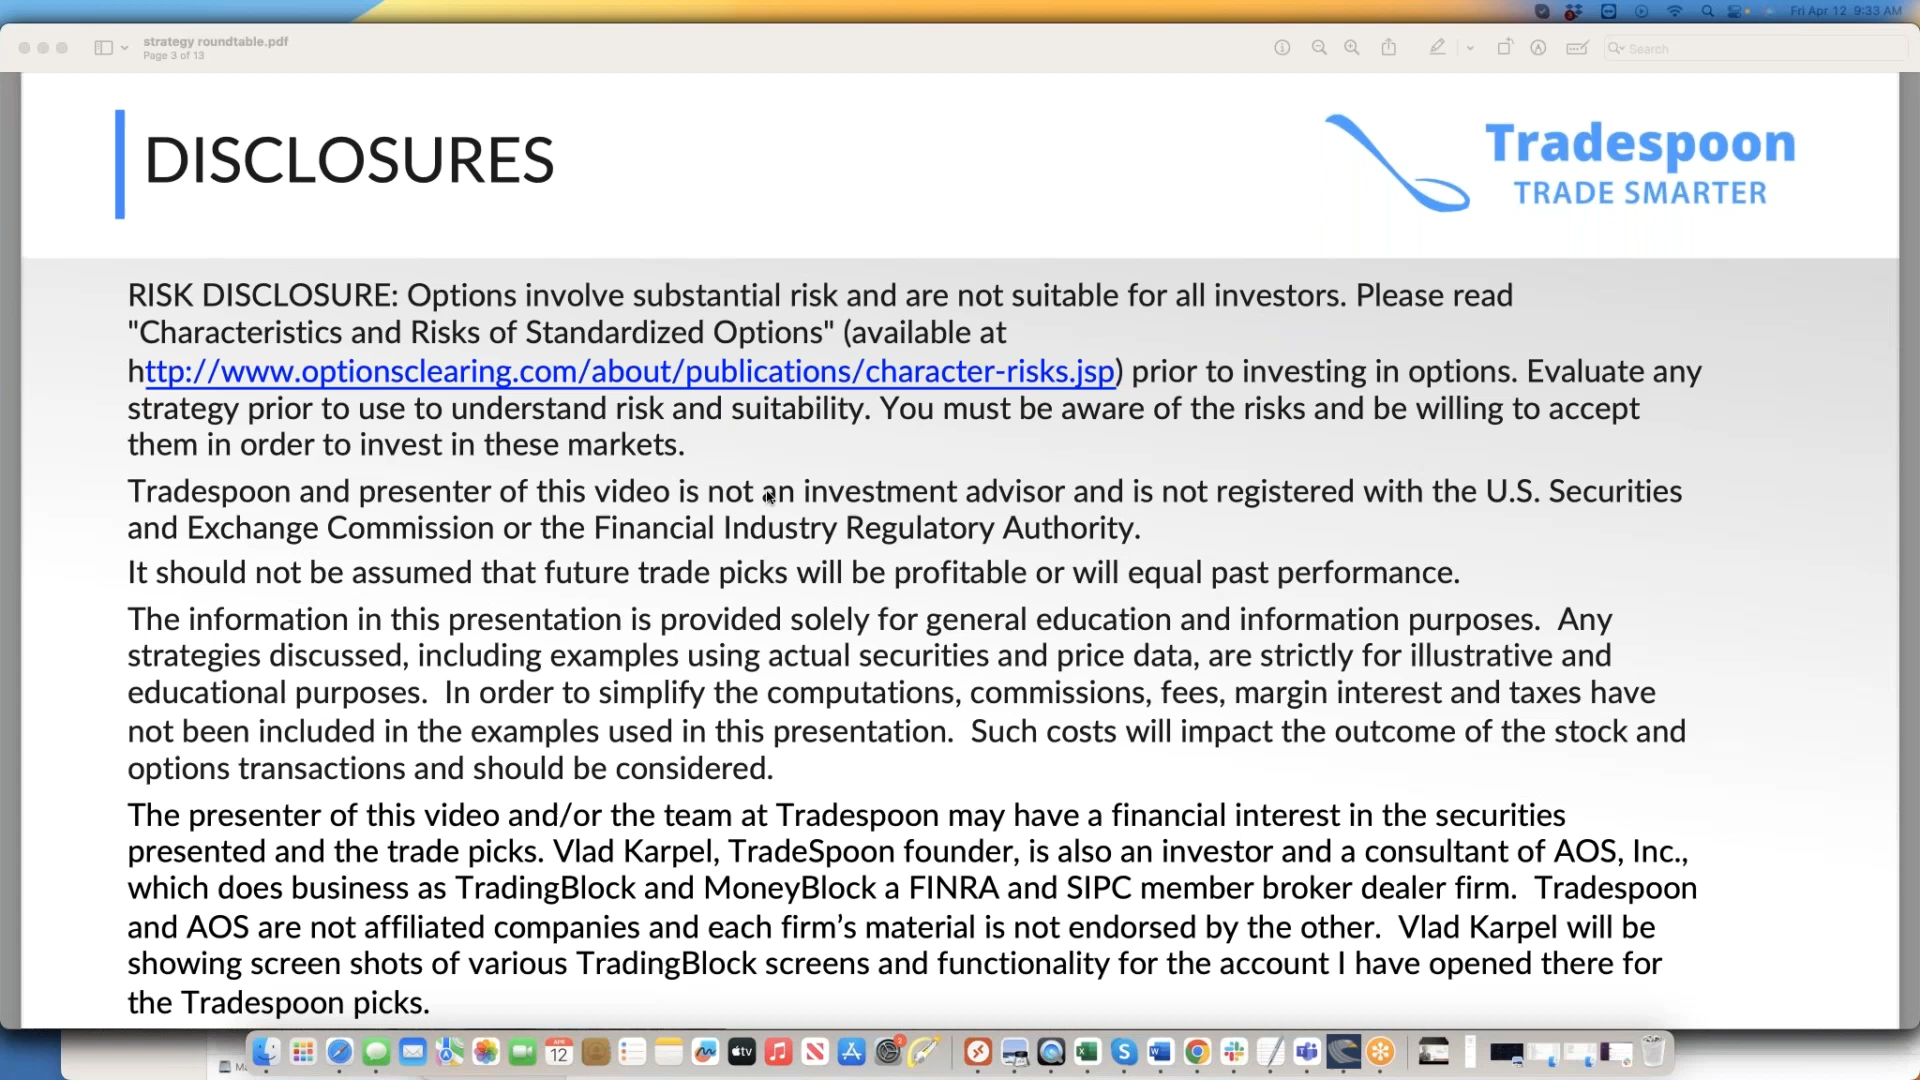 Fri Apr 12 9:33 AM
strategy roundtable.pdf
Page 3 of 13
Search
DISCLOSURES
Tradespoon
TRADE SMARTER
RISK DISCLOSURE: Options involve substantial risk and are not suitable for all investors. Please read
"Characteristics and Risks of Standardized Options" (available at
http://www.optionsclearing.com/about/publications/character-risks.jsp) prior to investing in options. Evaluate any
strategy prior to use to understand risk and suitability. You must be aware of the risks and be willing to accept
them in order to invest in these markets.
Tradespoon and presenter of this video is not an investment advisor and is not registered with the U.S. Securities
and Exchange Commission or the Financial Industry Regulatory Authority.
It should not be assumed that future trade picks will be profitable or will equal past performance.
The information in this presentation is provided solely for general education and information purposes.  Any
strategies discussed, including examples using actual securities and price data, are strictly for illustrative and
educational purposes.  In order to simplify the computations, commissions, fees, margin interest and taxes have
not been included in the examples used in this presentation.  Such costs will impact the outcome of the stock and
options transactions and should be considered.
The presenter of this video and/or the team at Tradespoon may have a financial interest in the securities
presented and the trade picks. Vlad Karpel, TradeSpoon founder, is also an investor and a consultant of AOS, Inc.,
which does business as TradingBlock and MoneyBlock a FINRA and SIPC member broker dealer firm.  Tradespoon
and AOS are not affiliated companies and each firm’s material is not endorsed by the other.  Vlad Karpel will be
showing screen shots of various TradingBlock screens and functionality for the account I have opened there for
the Tradespoon picks.
APR
12
tv